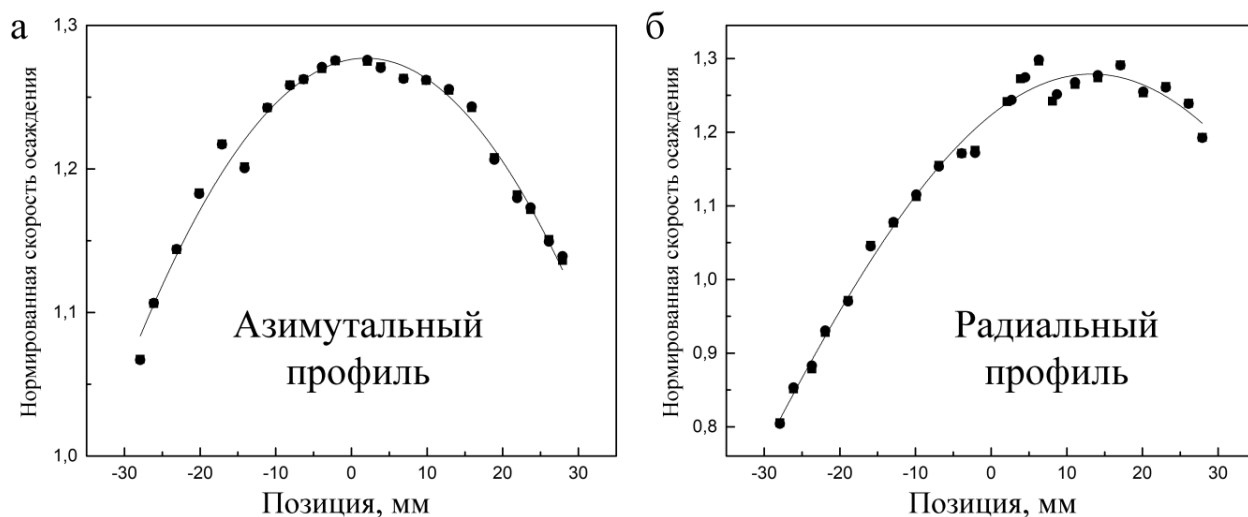 а
1,3
1,2
1,1
1,0
Нормированная скорость осаждения
Азимутальный
профиль
-30
-20
-10
0
10
20
30
Позиция, мм
б
1.3
1.2
1,1
1.0
0,9
0,8
Нормированная скорость осаждения
Радиальный
профиль
-30
-20
-10
0
10
20
30
Позиция, мм